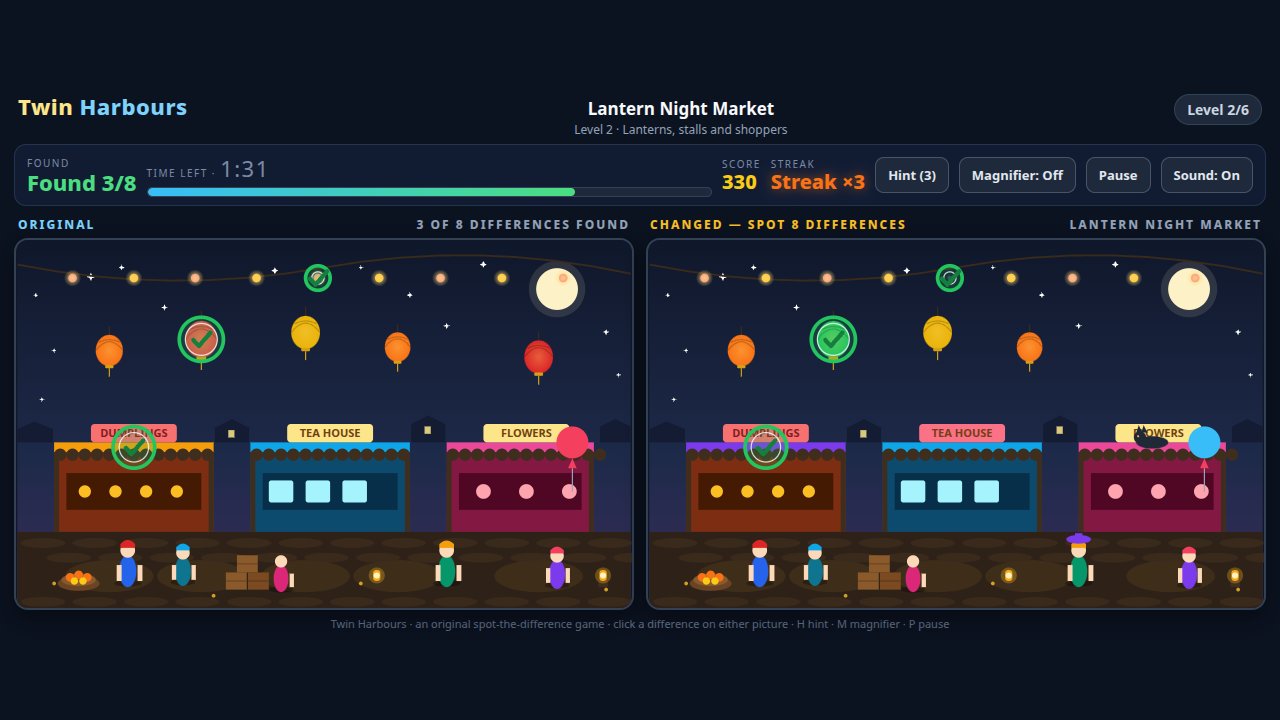 Twin Harbours
Lantern Night Market
Level 2 · Lanterns, stalls and shoppers
Level 2/6
FOUND
Found 3/8
TIME LEFT · 1:31
SCORE
330
STREAK
Streak ×3
Hint (3)
Magnifier: Off
Pause
Sound: On
ORIGINAL
3 OF 8 DIFFERENCES FOUND
CHANGED — SPOT 8 DIFFERENCES
LANTERN NIGHT MARKET
DUMPLINGS
TEA HOUSE
FLOWERS
DUMPLINGS
TEA HOUSE
FLOWERS
Twin Harbours · an original spot-the-difference game · click a difference on either picture · H hint · M magnifier · P pause